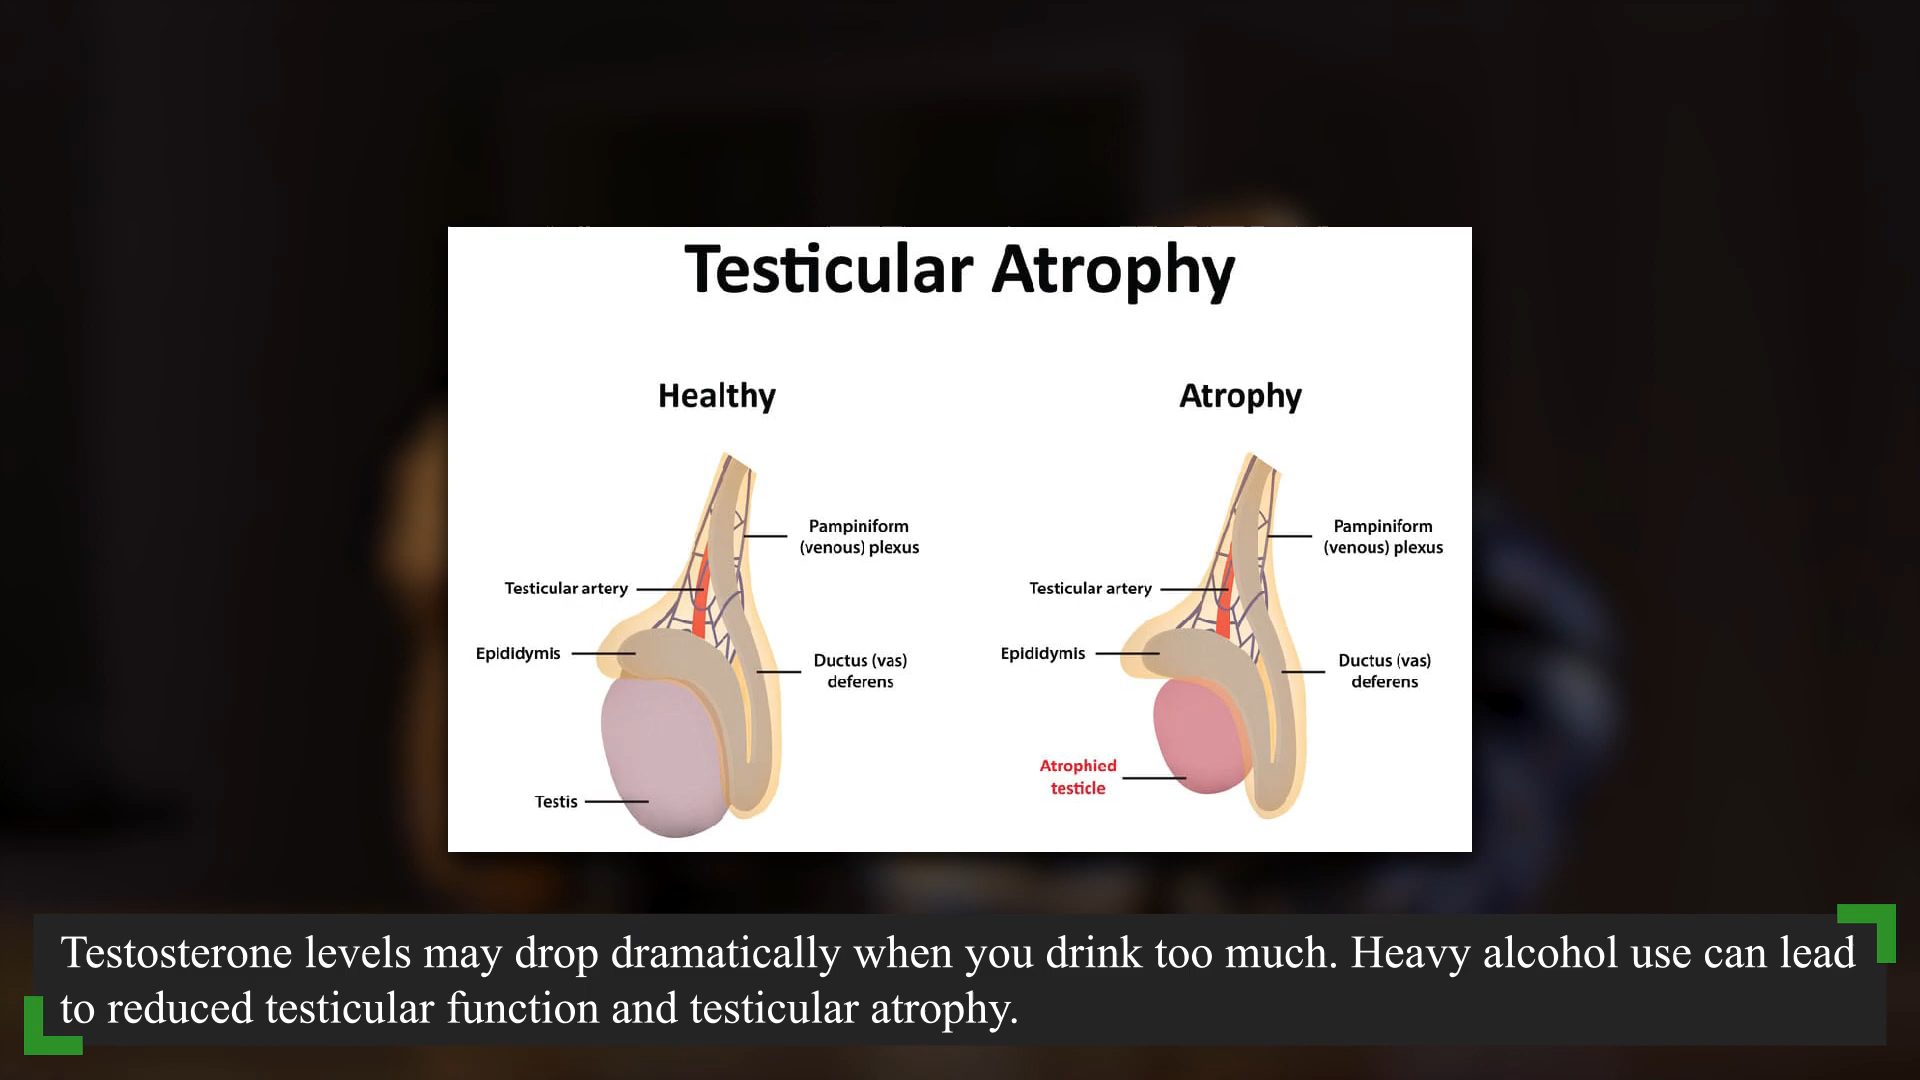 Testicular Atrophy
Healthy
Atrophy
Pampiniform
(venous) plexus
Testicular artery
Epididymis
Ductus (vas)
deferens
Testis
Pampiniform
(venous) plexus
Testicular artery
Epididymis
Ductus (vas)
deferens
Atrophied
testicle
Testosterone levels may drop dramatically when you drink too much. Heavy alcohol use can lead
to reduced testicular function and testicular atrophy.